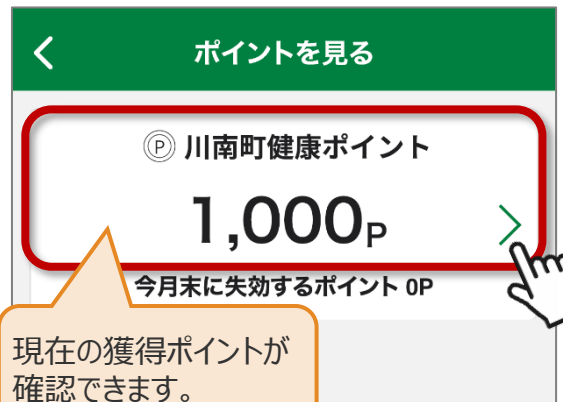 ポイントを見る
Ⓟ 川南町健康ポイント
1,000P
今月末に失効するポイント 0P
現在の獲得ポイントが
確認できます。